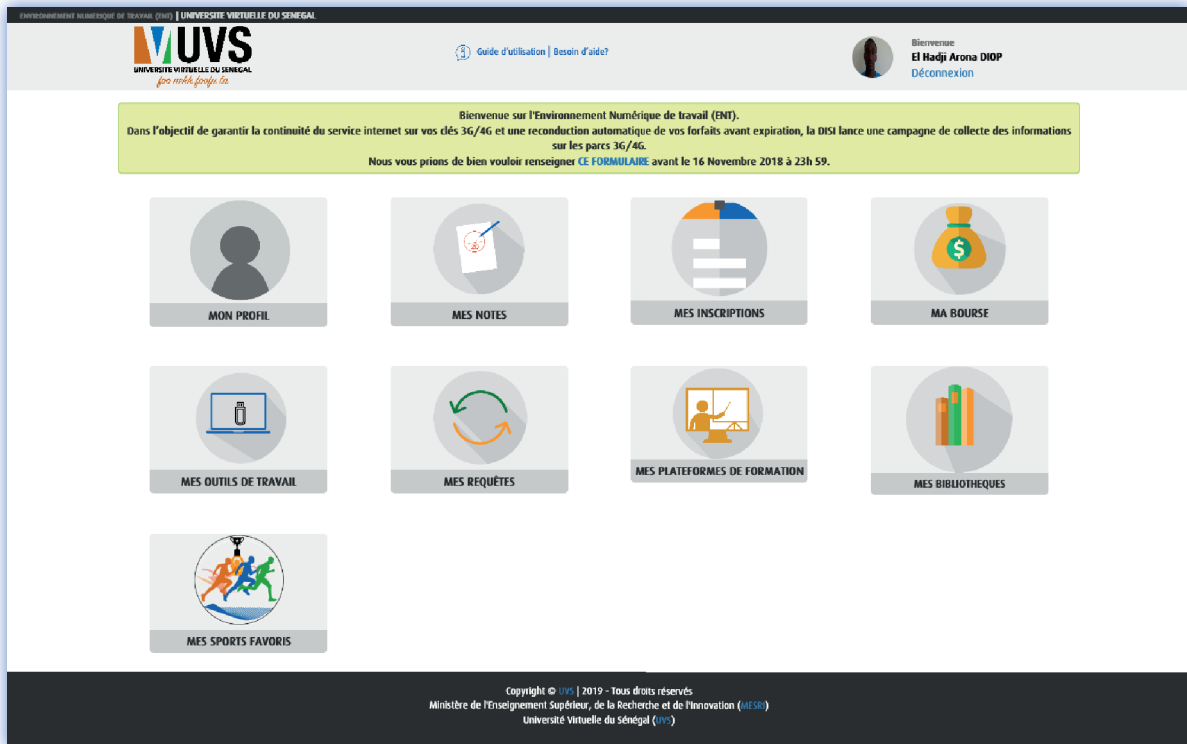 ENVIRONNEMENT NUMÉRIQUE DE TRAVAIL (ENT) | UNIVERSITE VIRTUELLE DU SENEGAL
UVS
UNIVERSITE VIRTUELLE DU SENEGAL
Guide d'utilisation | Besoin d'aide?
Bienvenue
El Hadji Arona DIOP
Déconnexion
Bienvenue sur l'Environnement Numérique de travail (ENT).
Dans l'objectif de garantir la continuité du service internet sur vos clés 3G/4G et une reconduction automatique de vos forfaits avant expiration, la DISI lance une campagne de collecte des informations
sur les parcs 3G/4G.
Nous vous prions de bien vouloir renseigner CE FORMULAIRE avant le 16 Novembre 2018 à 23h 59.
MON PROFIL
MES NOTES
MES INSCRIPTIONS
$
MA BOURSE
MES OUTILS DE TRAVAIL
MES REQUÊTES
MES PLATEFORMES DE FORMATION
MES BIBLIOTHEQUES
MES SPORTS FAVORIS
Copyright © UVS | 2019 - Tous droits réservés
Ministère de l'Enseignement Supérieur, de la Recherche et de l'Innovation (MESRI)
Université Virtuelle du Sénégal (UVS)